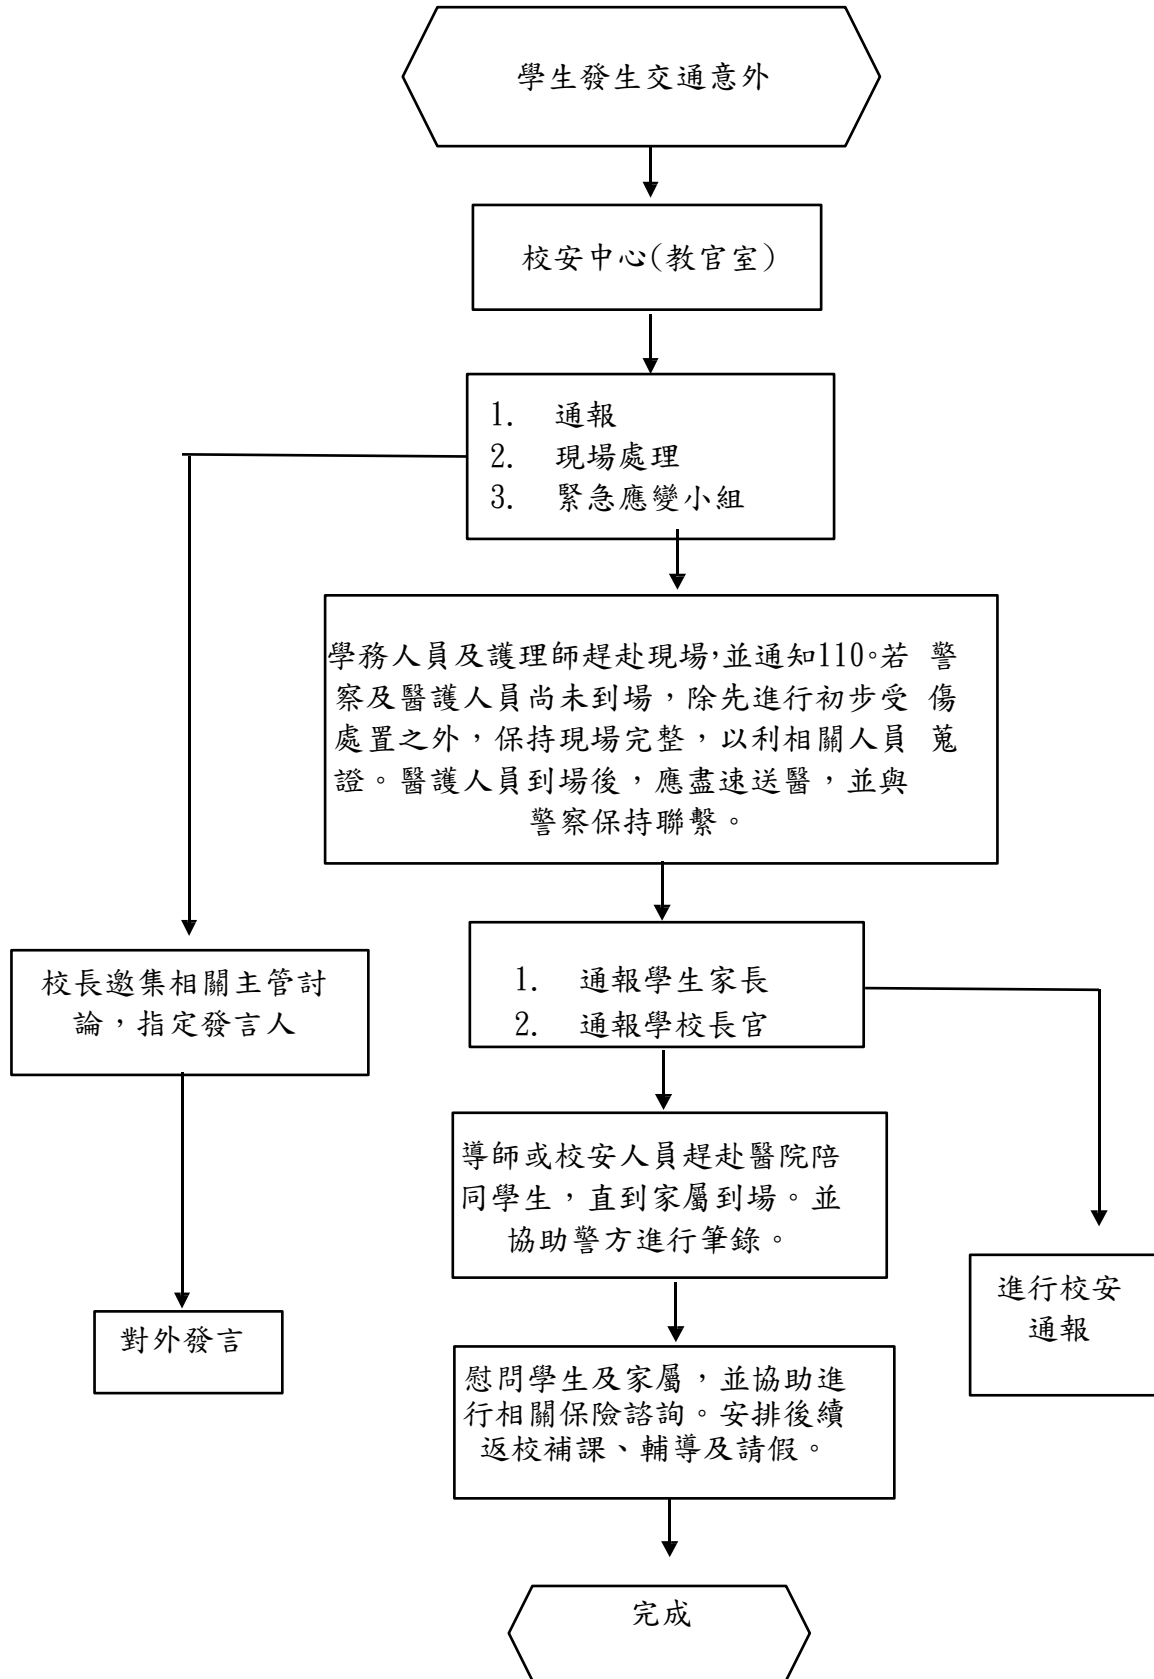 學生發生交通意外
校安中心(教官室)
1. 通報
2. 現場處理
3. 緊急應變小組
學務人員及護理師趕赴現場,並通知110。若 警
察及醫護人員尚未到場,除先進行初步受 傷
處置之外,保持現場完整,以利相關人員 蒐
證。醫護人員到場後,應盡速送醫,並與
警察保持聯繫。
校長邀集相關主管討
論,指定發言人
1. 通報學生家長
2. 通報學校長官
導師或校安人員趕赴醫院陪
同學生,直到家屬到場。並
協助警方進行筆錄。
進行校安
通報
對外發言
慰問學生及家屬,並協助進
行相關保險諮詢。安排後續
返校補課、輔導及請假。
完成